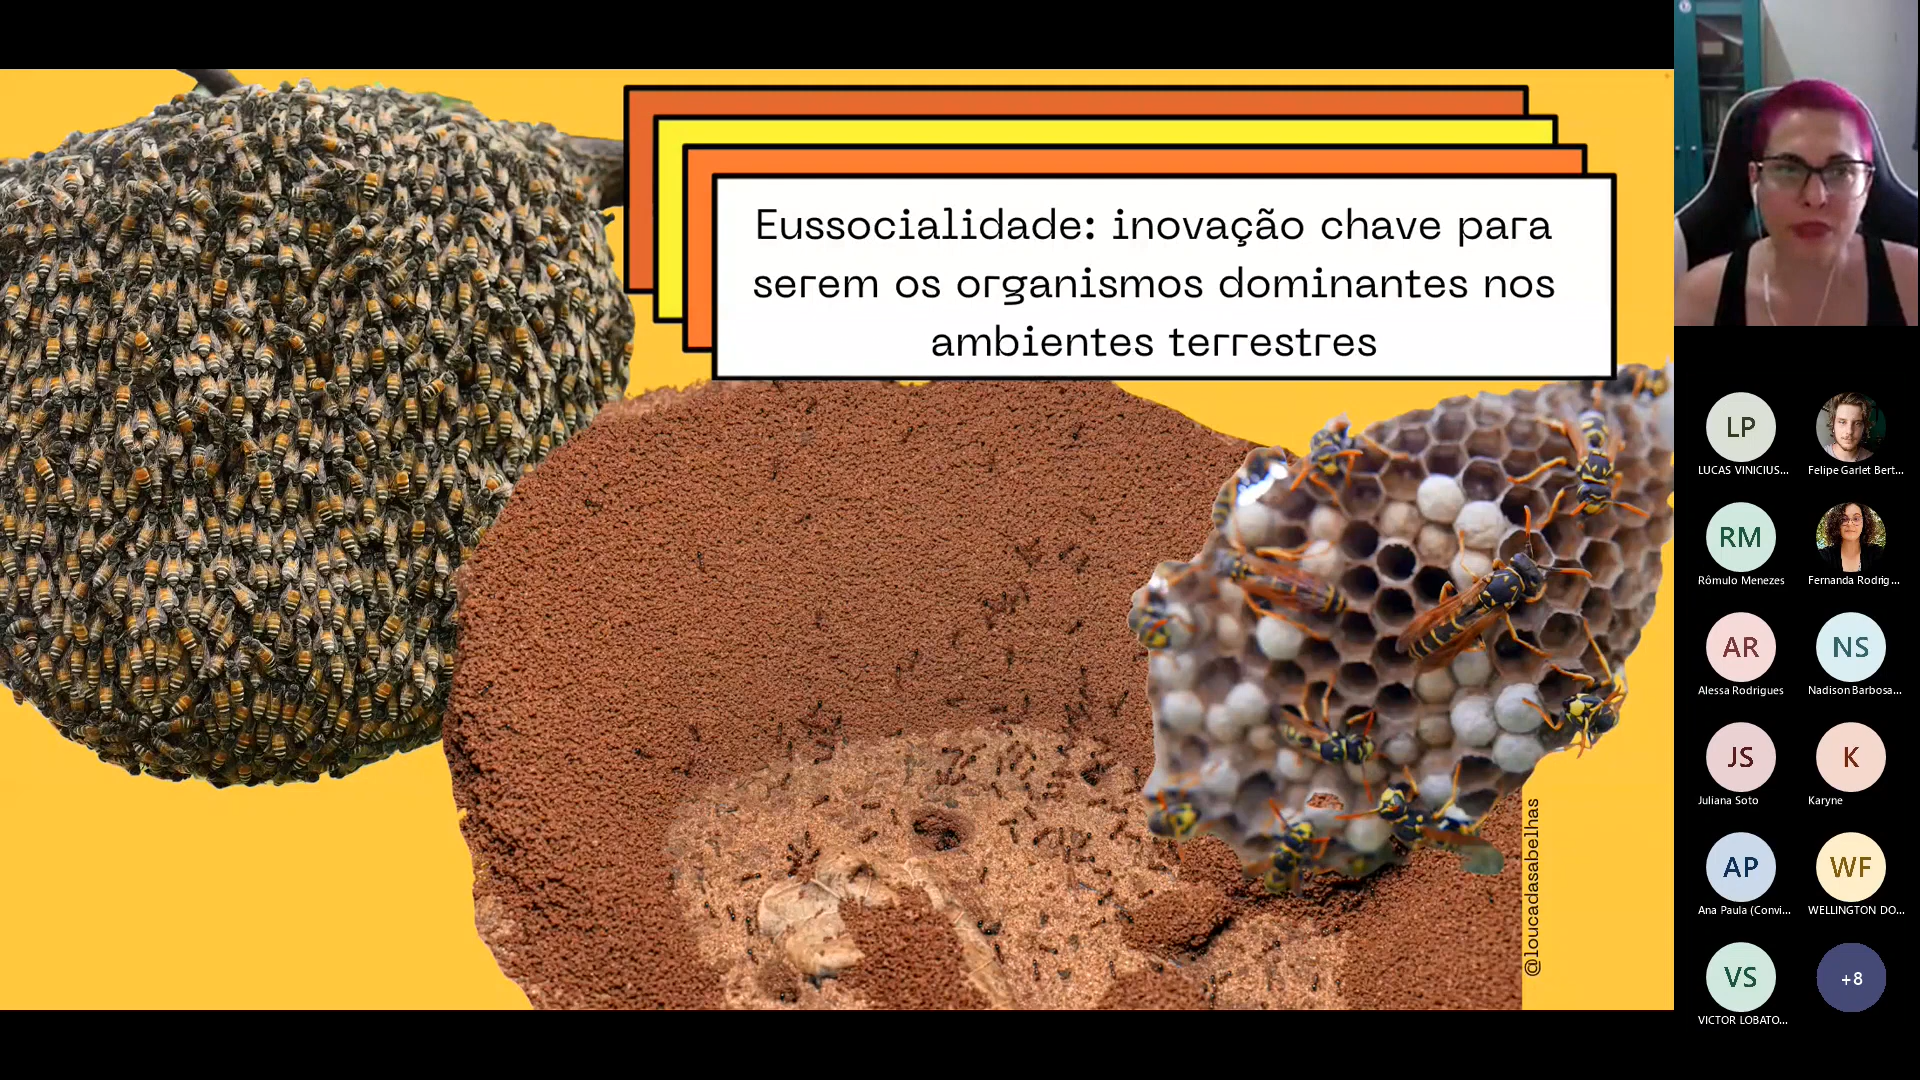 Eussocialidade: inovação chave para
serem os organismos dominantes nos
ambientes terrestres
@loucadasabelhas
LP
LUCAS VINICIUS...
Felipe Garlet Bert...
RM
Rômulo Menezes
Fernanda Rodrig...
AR
Alessa Rodrigues
NS
Nadison Barbosa...
JS
Juliana Soto
K
Karyne
AP
Ana Paula (Convi...
WF
WELLINGTON DO...
VS
VICTOR LOBATO...
+8